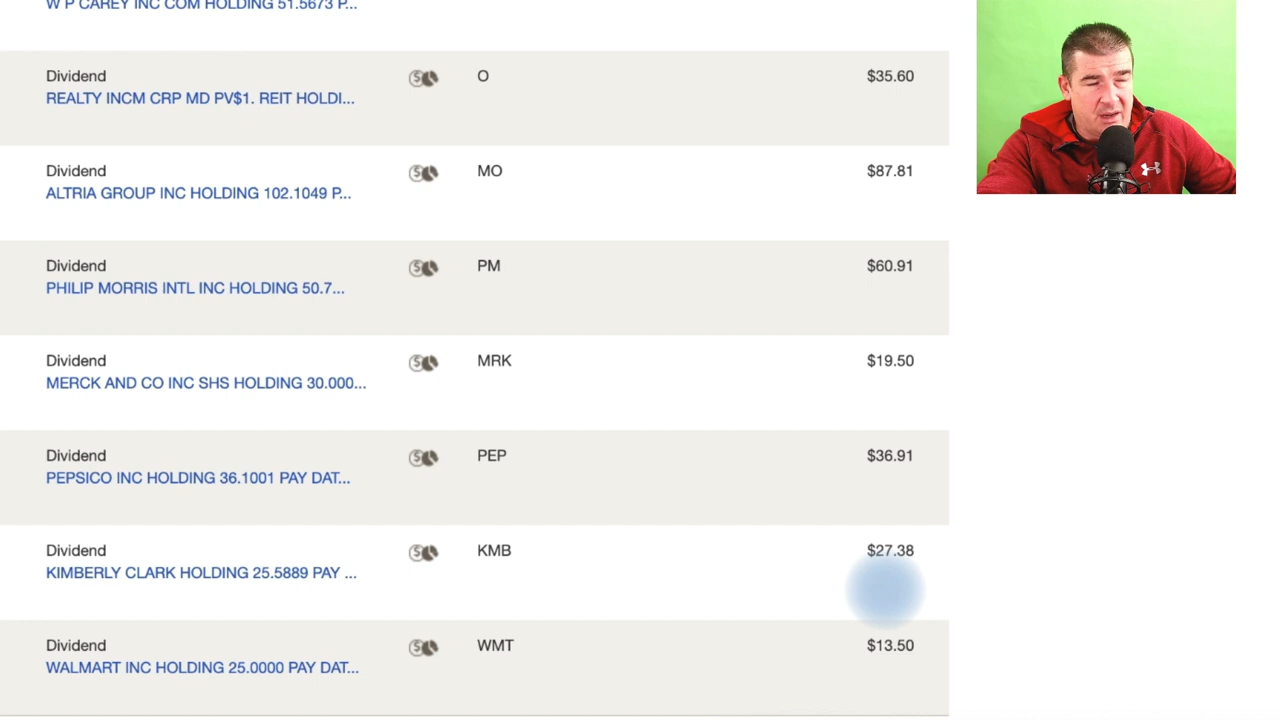 W P CAREY INC COM HOLDING 51.5673 P...
Dividend O $35.60
REALTY INCM CRP MD PV$1. REIT HOLDI...
Dividend MO $87.81
ALTRIA GROUP INC HOLDING 102.1049 P...
Dividend PM $60.91
PHILIP MORRIS INTL INC HOLDING 50.7...
Dividend MRK $19.50
MERCK AND CO INC SHS HOLDING 30.000...
Dividend PEP $36.91
PEPSICO INC HOLDING 36.1001 PAY DAT...
Dividend KMB $27.38
KIMBERLY CLARK HOLDING 25.5889 PAY ...
Dividend WMT $13.50
WALMART INC HOLDING 25.0000 PAY DAT...